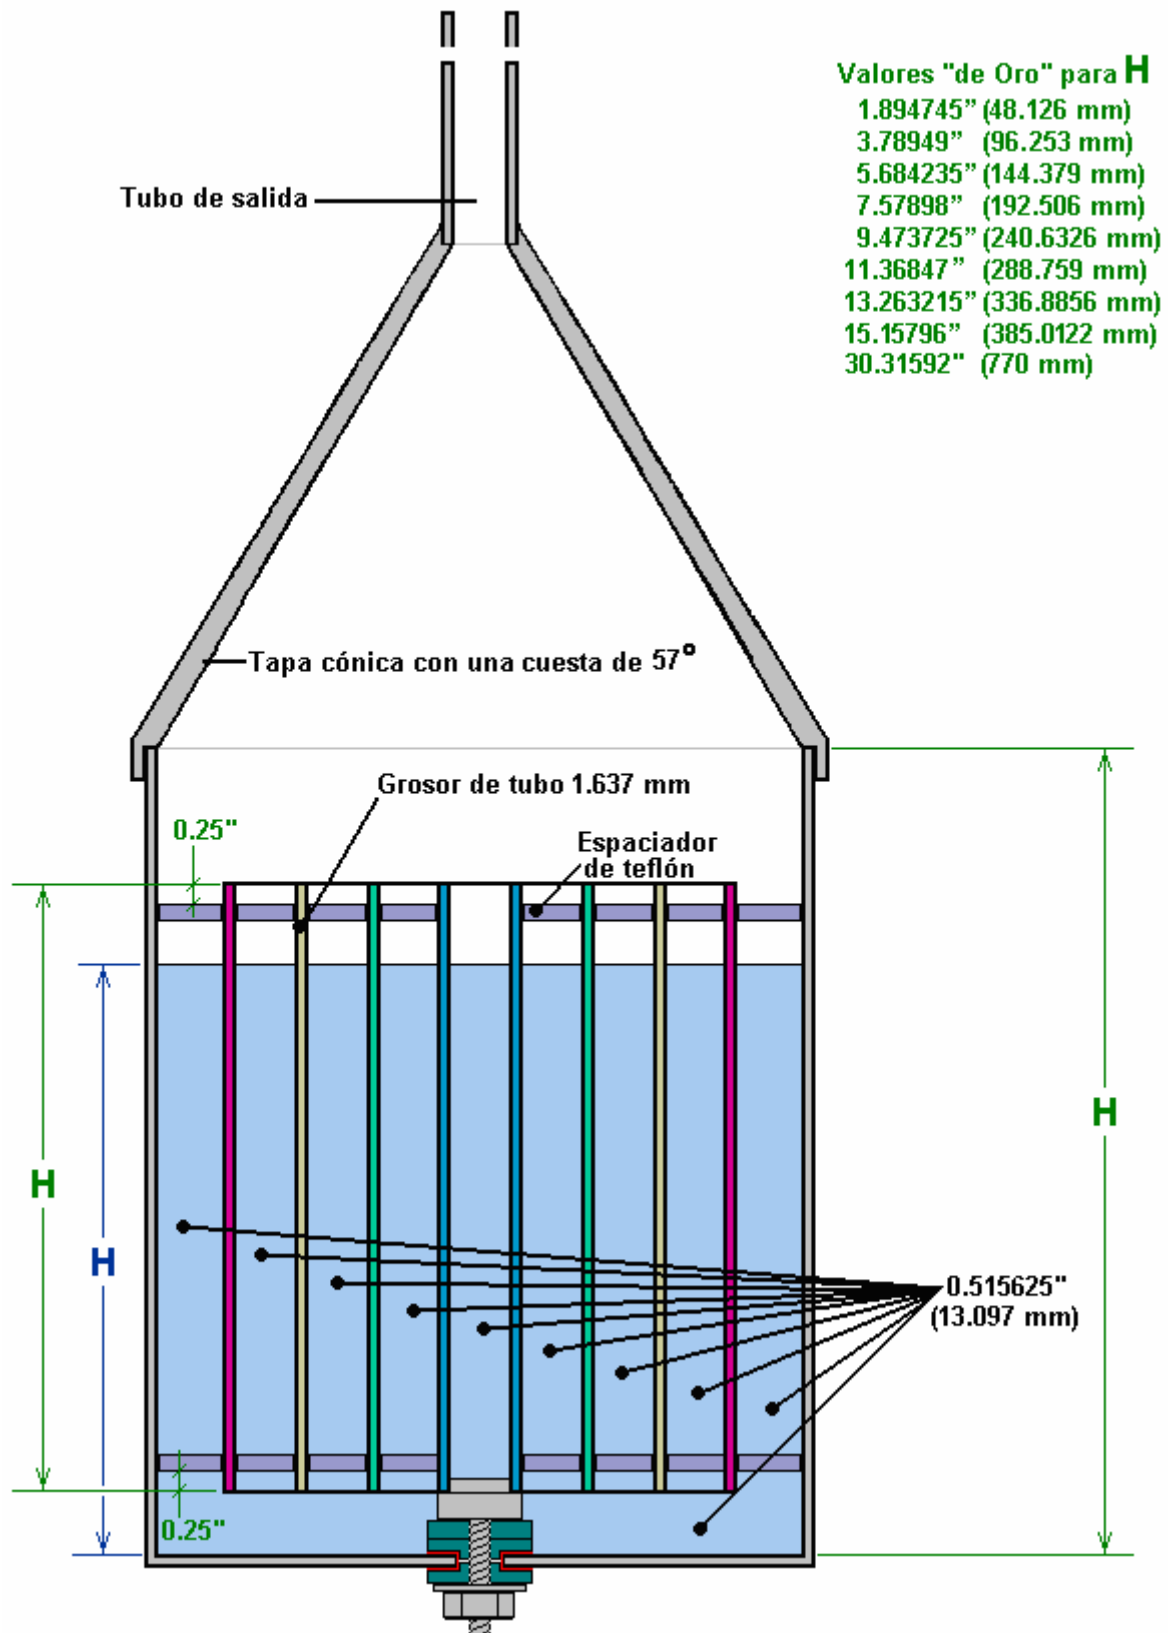 Valores "de Oro" para H
1.894745” (48.126 mm)
3.78949” (96.253 mm)
5.684235” (144.379 mm)
7.57898” (192.506 mm)
9.473725” (240.6326 mm)
11.36847” (288.759 mm)
13.263215” (336.8856 mm)
15.15796” (385.0122 mm)
30.31592" (770 mm)
Tubo de salida
Tapa cónica con una cuesta de 57°
Grosor de tubo 1.637 mm
0.25"
Espaciador
de teflón
H
H
H
0.515625"
(13.097 mm)
0.25"